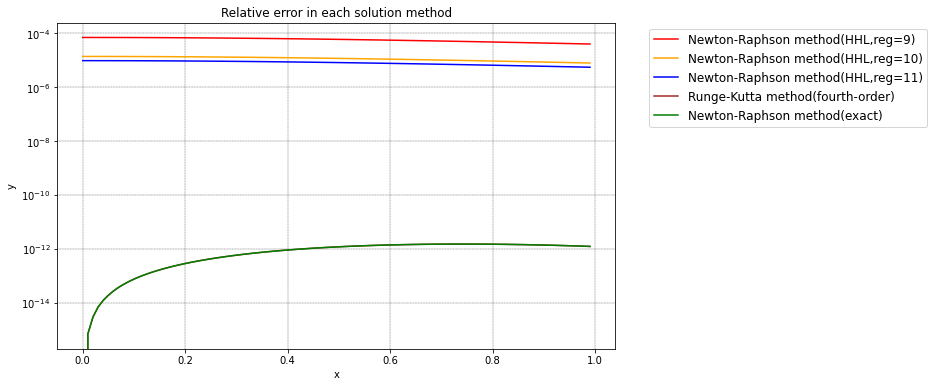 Relative error in each solution method
10⁻⁴
10⁻⁶
10⁻⁸
10⁻¹⁰
10⁻¹²
10⁻¹⁴
y
0.0 0.2 0.4 0.6 0.8 1.0
x
Newton-Raphson method(HHL,reg=9)
Newton-Raphson method(HHL,reg=10)
Newton-Raphson method(HHL,reg=11)
Runge-Kutta method(fourth-order)
Newton-Raphson method(exact)